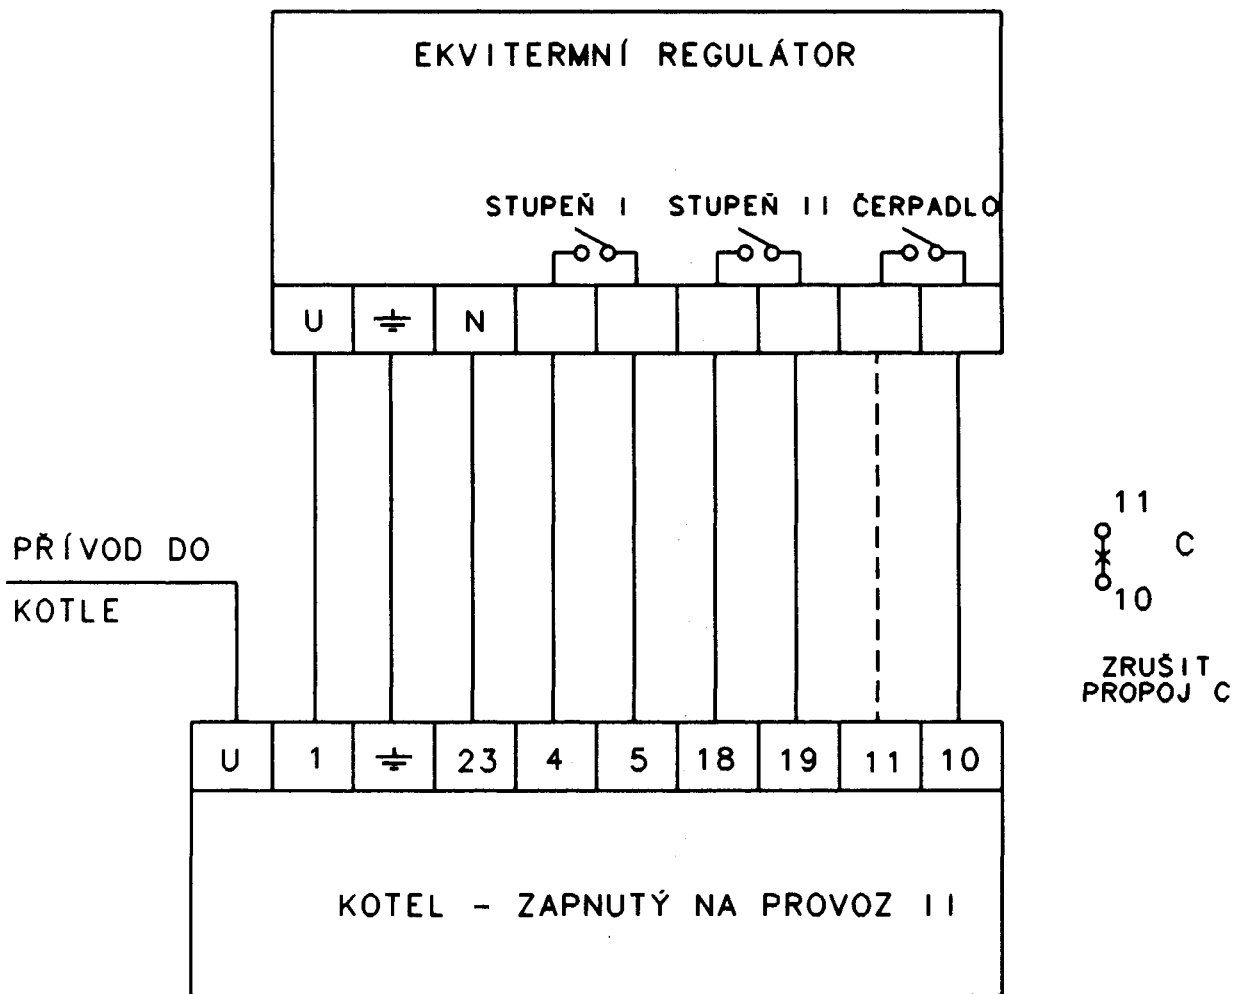 EKVITERMNÍ REGULÁTOR
STUPEŇ I STUPEŇ II ČERPADLO
U N
PŘÍVOD DO
KOTLE
11
C
10
ZRUŠIT
PROPOJ C
U 1 23 4 5 18 19 11 10
KOTEL - ZAPNUTÝ NA PROVOZ II